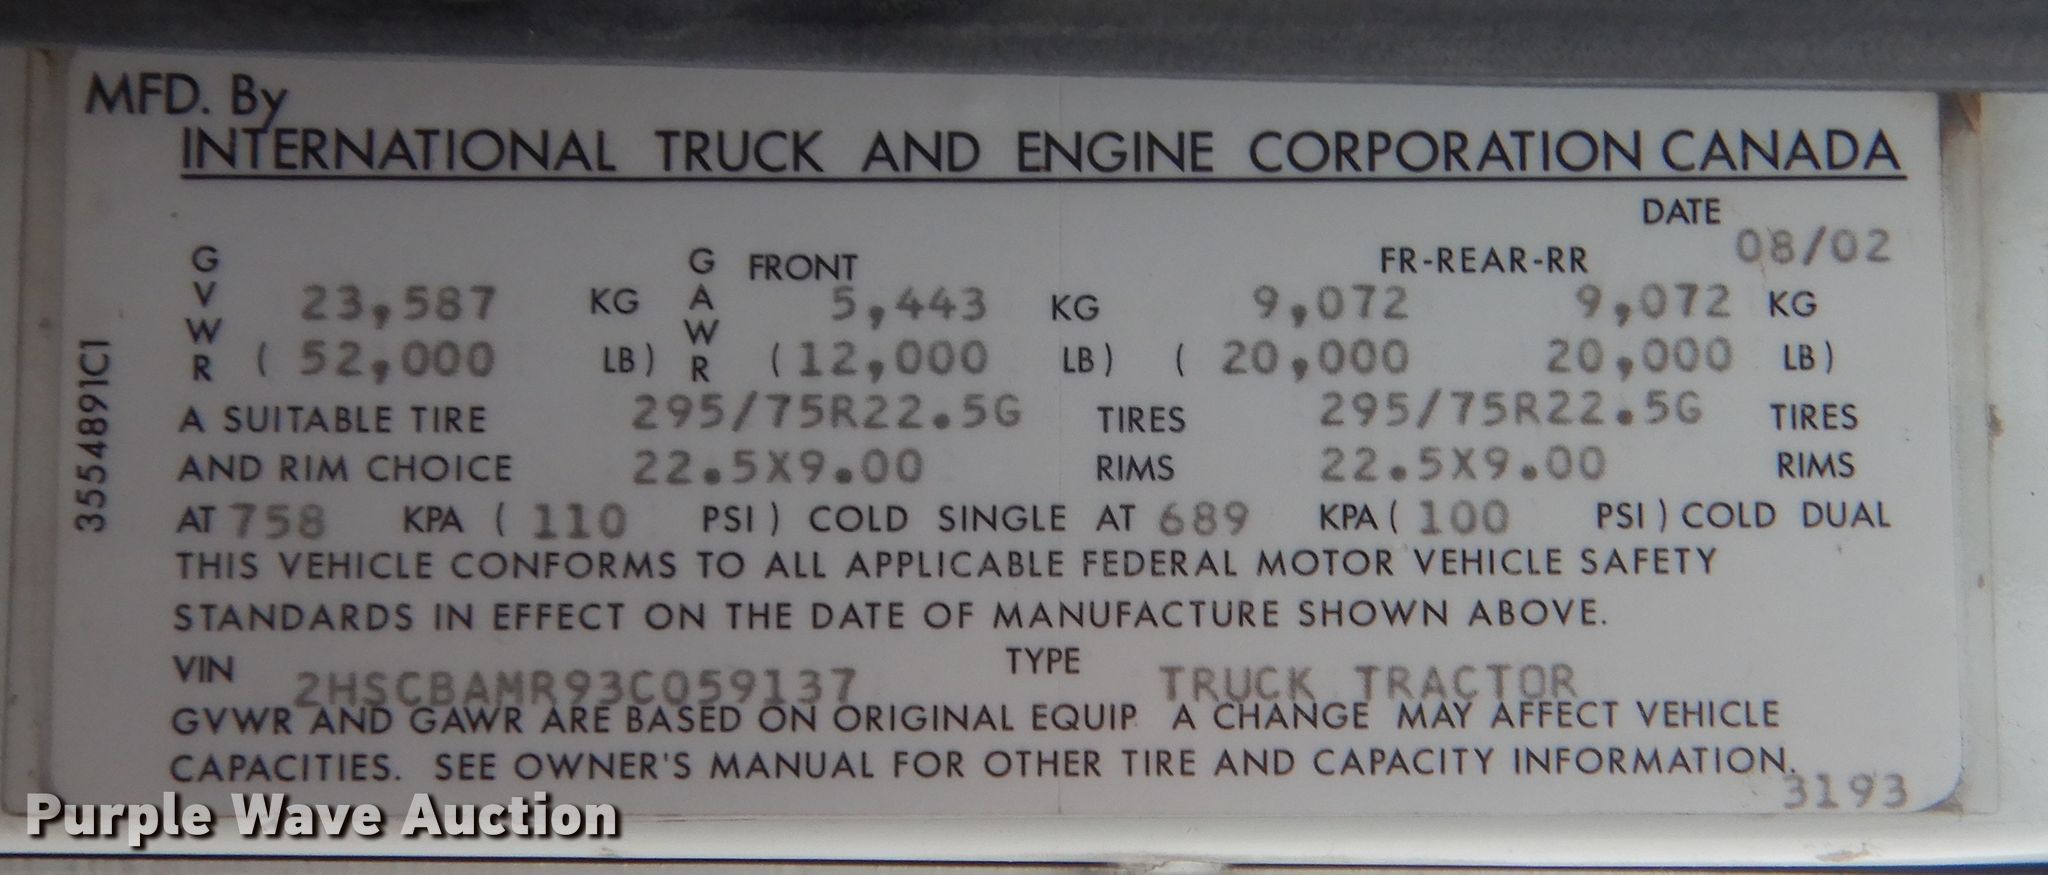 MFD. By
INTERNATIONAL TRUCK AND ENGINE CORPORATION CANADA
DATE 08/02
GVWR 23,587 KG GAWR FRONT 5,443 KG FR-REAR-RR 9,072 9,072 KG
( 52,000 LB) (12,000 LB) ( 20,000 20,000 LB)
A SUITABLE TIRE 295/75R22.5G TIRES 295/75R22.5G TIRES
AND RIM CHOICE 22.5X9.00 RIMS 22.5X9.00 RIMS
AT 758 KPA ( 110 PSI ) COLD SINGLE AT 689 KPA ( 100 PSI ) COLD DUAL
THIS VEHICLE CONFORMS TO ALL APPLICABLE FEDERAL MOTOR VEHICLE SAFETY
STANDARDS IN EFFECT ON THE DATE OF MANUFACTURE SHOWN ABOVE.
VIN 2HSCBAMR93C059137 TYPE TRUCK TRACTOR
GVWR AND GAWR ARE BASED ON ORIGINAL EQUIP. A CHANGE MAY AFFECT VEHICLE
CAPACITIES. SEE OWNER'S MANUAL FOR OTHER TIRE AND CAPACITY INFORMATION.
3193
3554891C1
Purple Wave Auction